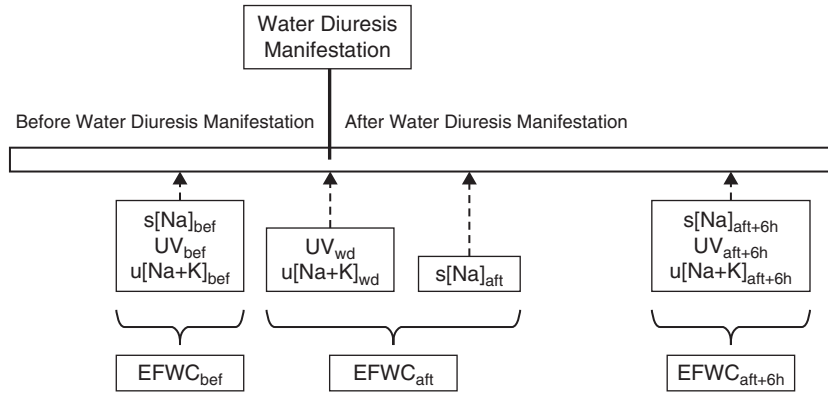 Water Diuresis
Manifestation
Before Water Diuresis Manifestation
After Water Diuresis Manifestation
s[Na]bef
UVbef
u[Na+K]bef
UVwd
u[Na+K]wd
s[Na]aft
s[Na]aft+6h
UVaft+6h
u[Na+K]aft+6h
EFWCbef
EFWCaft
EFWCaft+6h